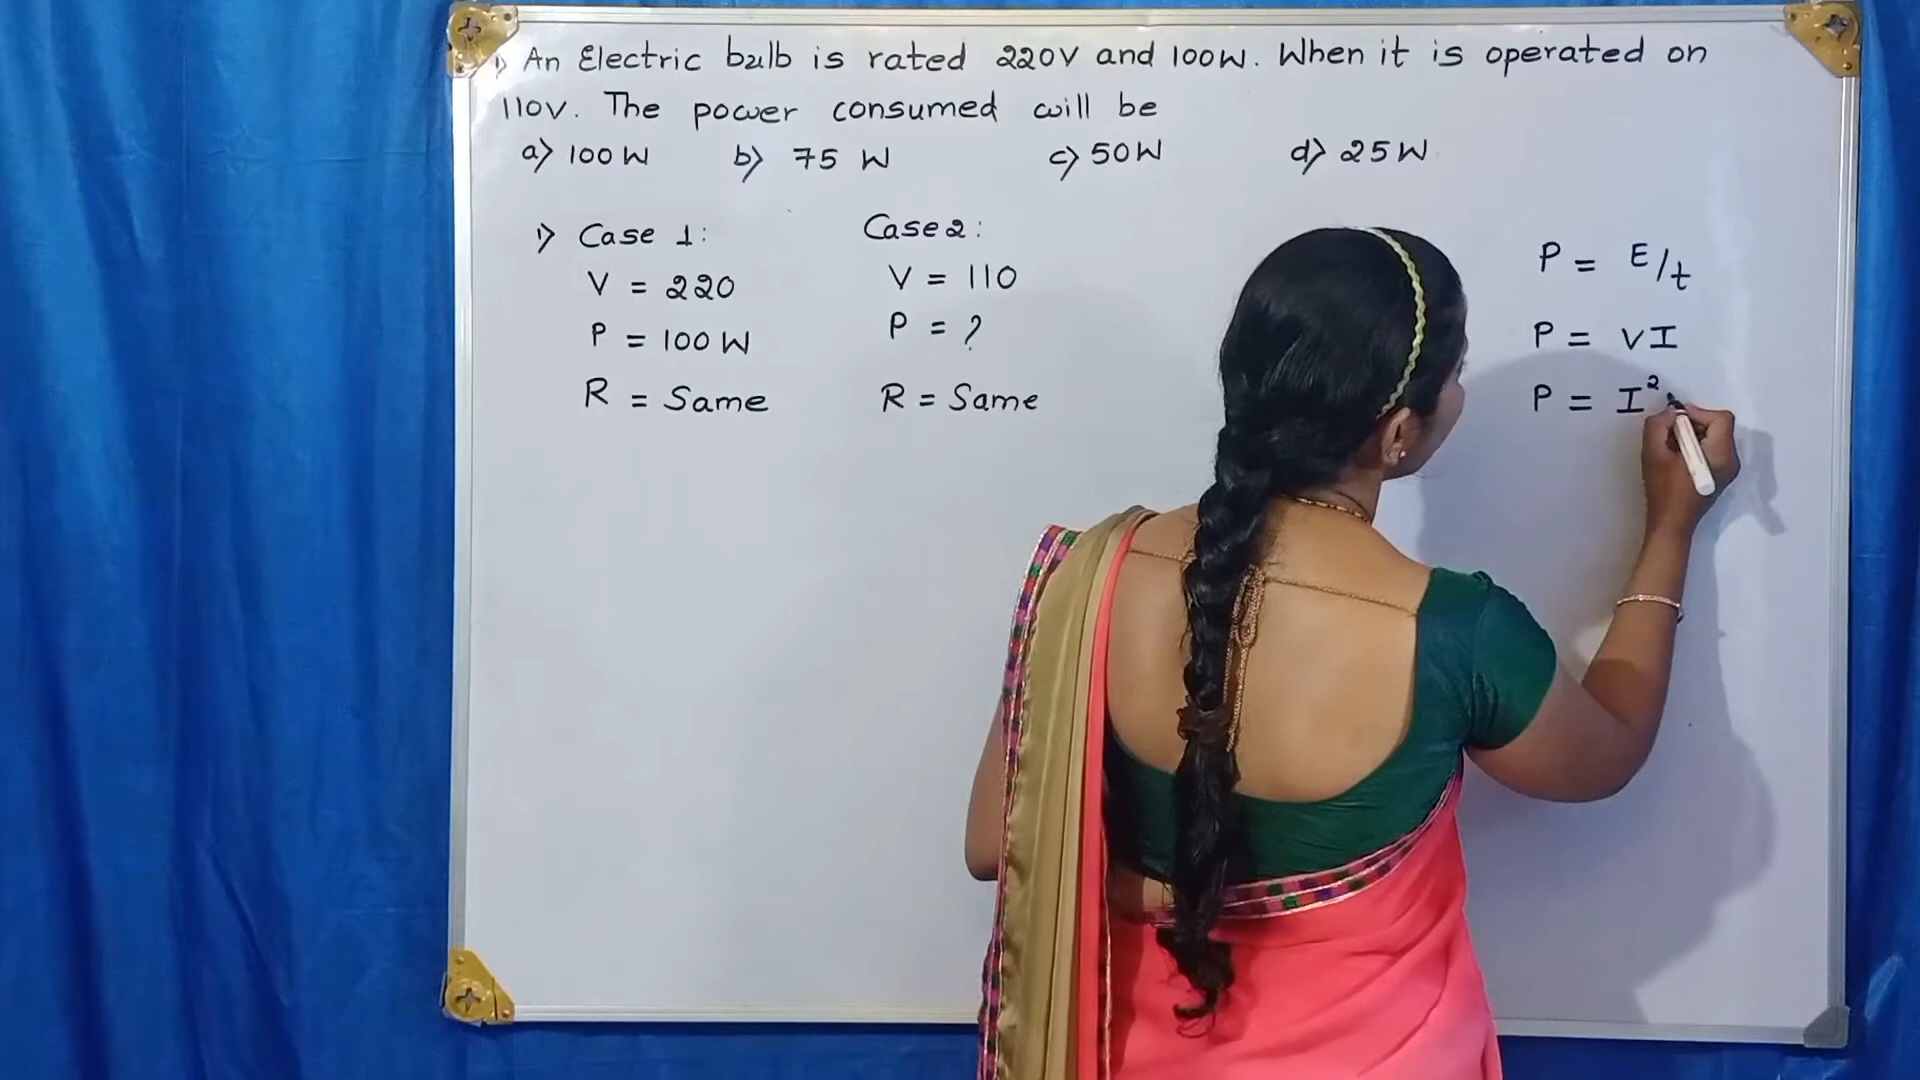 1) An Electric bulb is rated 220V and 100W. When it is operated on
110V. The power consumed will be
a) 100 W b) 75 W c) 50W d) 25W
1) Case 1:
V = 220
P = 100 W
R = Same
Case 2:
V = 110
P = ?
R = Same
P = E/t
P = VI
P = I²